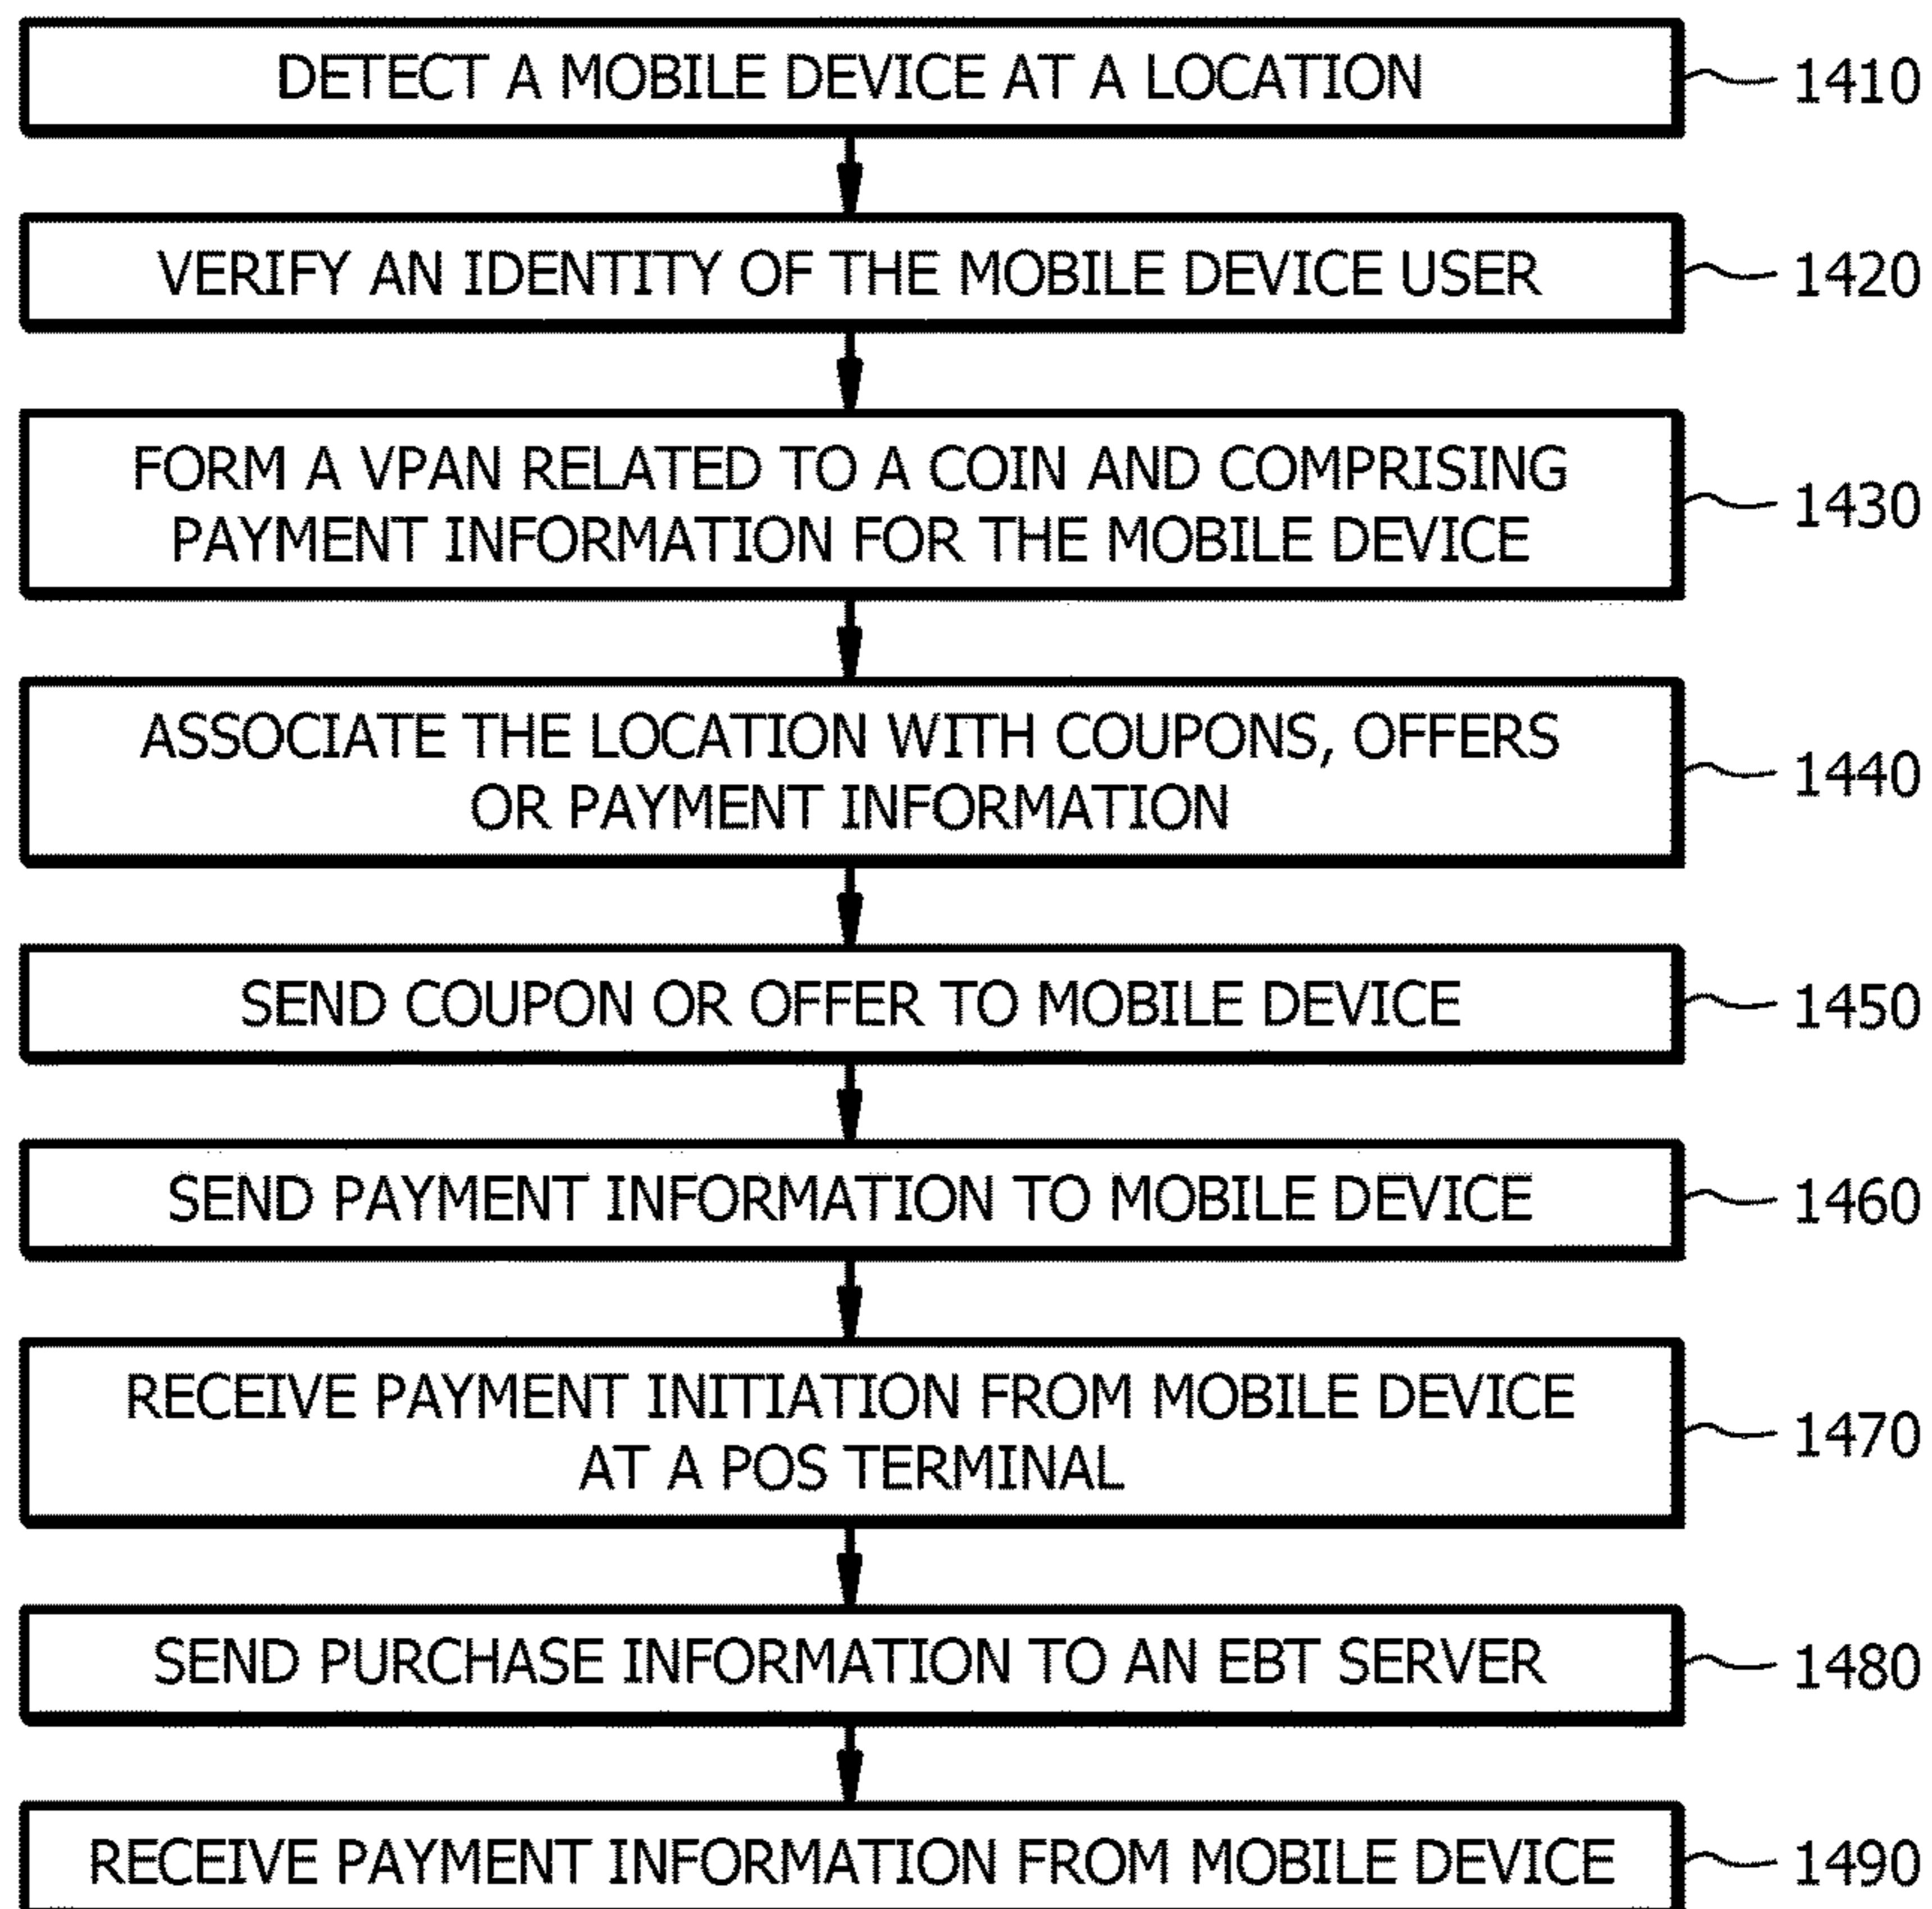 DETECT A MOBILE DEVICE AT A LOCATION
1410
VERIFY AN IDENTITY OF THE MOBILE DEVICE USER
1420
FORM A VPAN RELATED TO A COIN AND COMPRISING
PAYMENT INFORMATION FOR THE MOBILE DEVICE
1430
ASSOCIATE THE LOCATION WITH COUPONS, OFFERS
OR PAYMENT INFORMATION
1440
SEND COUPON OR OFFER TO MOBILE DEVICE
1450
SEND PAYMENT INFORMATION TO MOBILE DEVICE
1460
RECEIVE PAYMENT INITIATION FROM MOBILE DEVICE
AT A POS TERMINAL
1470
SEND PURCHASE INFORMATION TO AN EBT SERVER
1480
RECEIVE PAYMENT INFORMATION FROM MOBILE DEVICE
1490